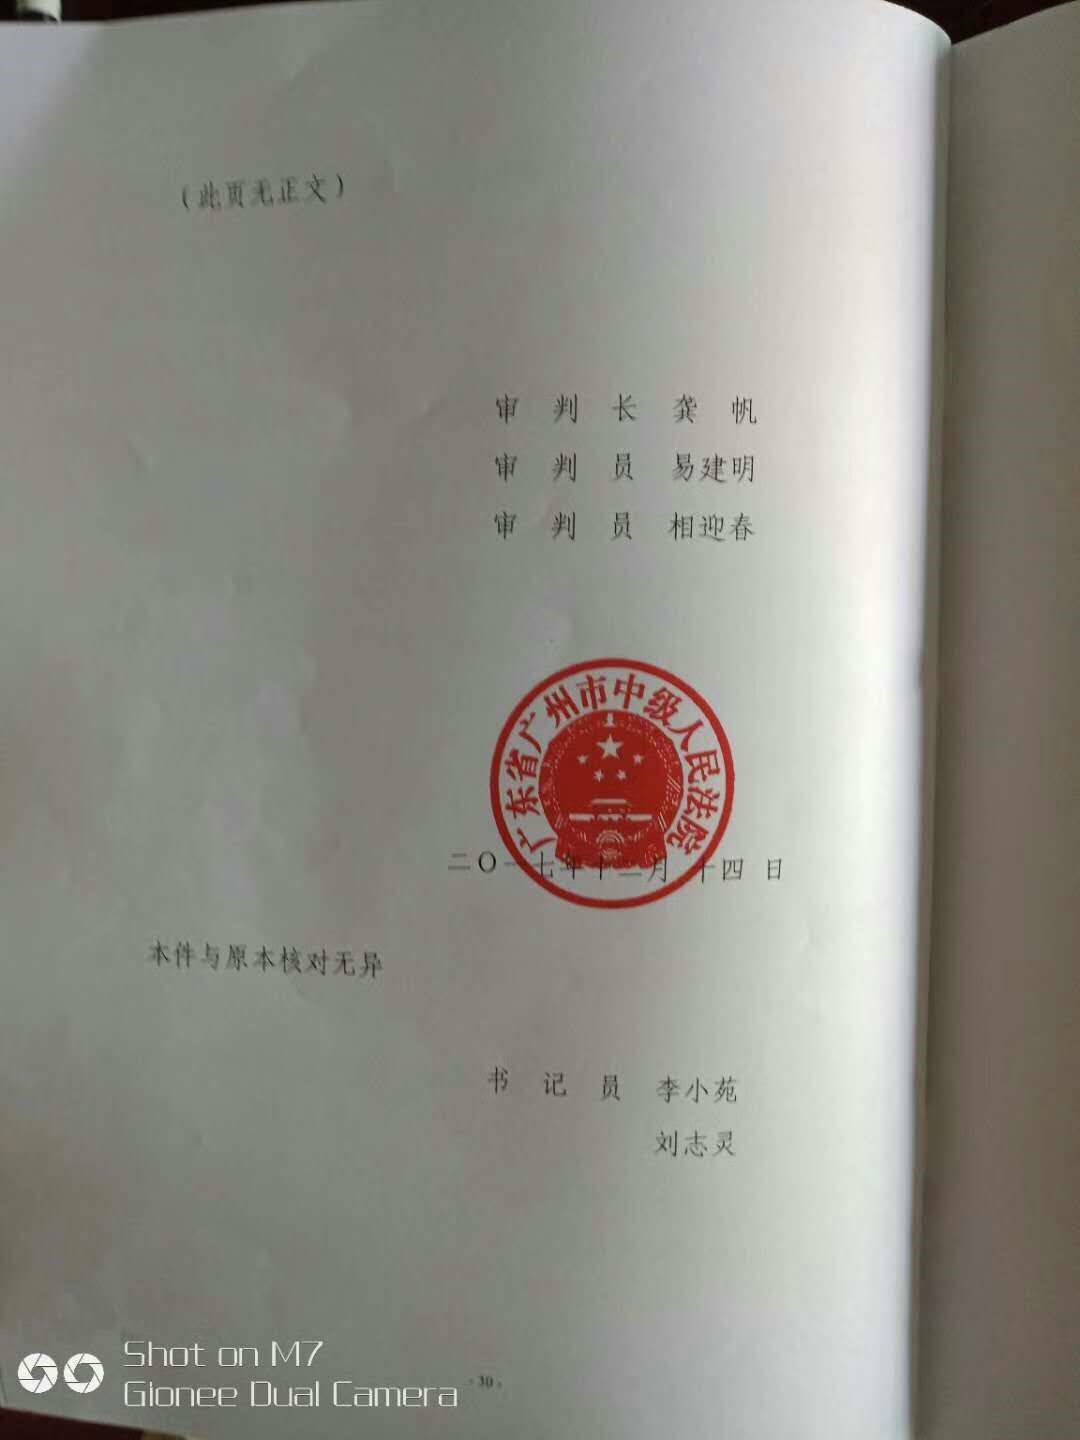 （此页无正文）
审 判 长 龚 帆
审 判 员 易建明
审 判 员 相迎春
广东省广州市中级人民法院
二〇一七年十二月 十四 日
本件与原本核对无异
书 记 员 李小苑
刘志灵
Shot on M7
Gionee Dual Camera
- 30 -